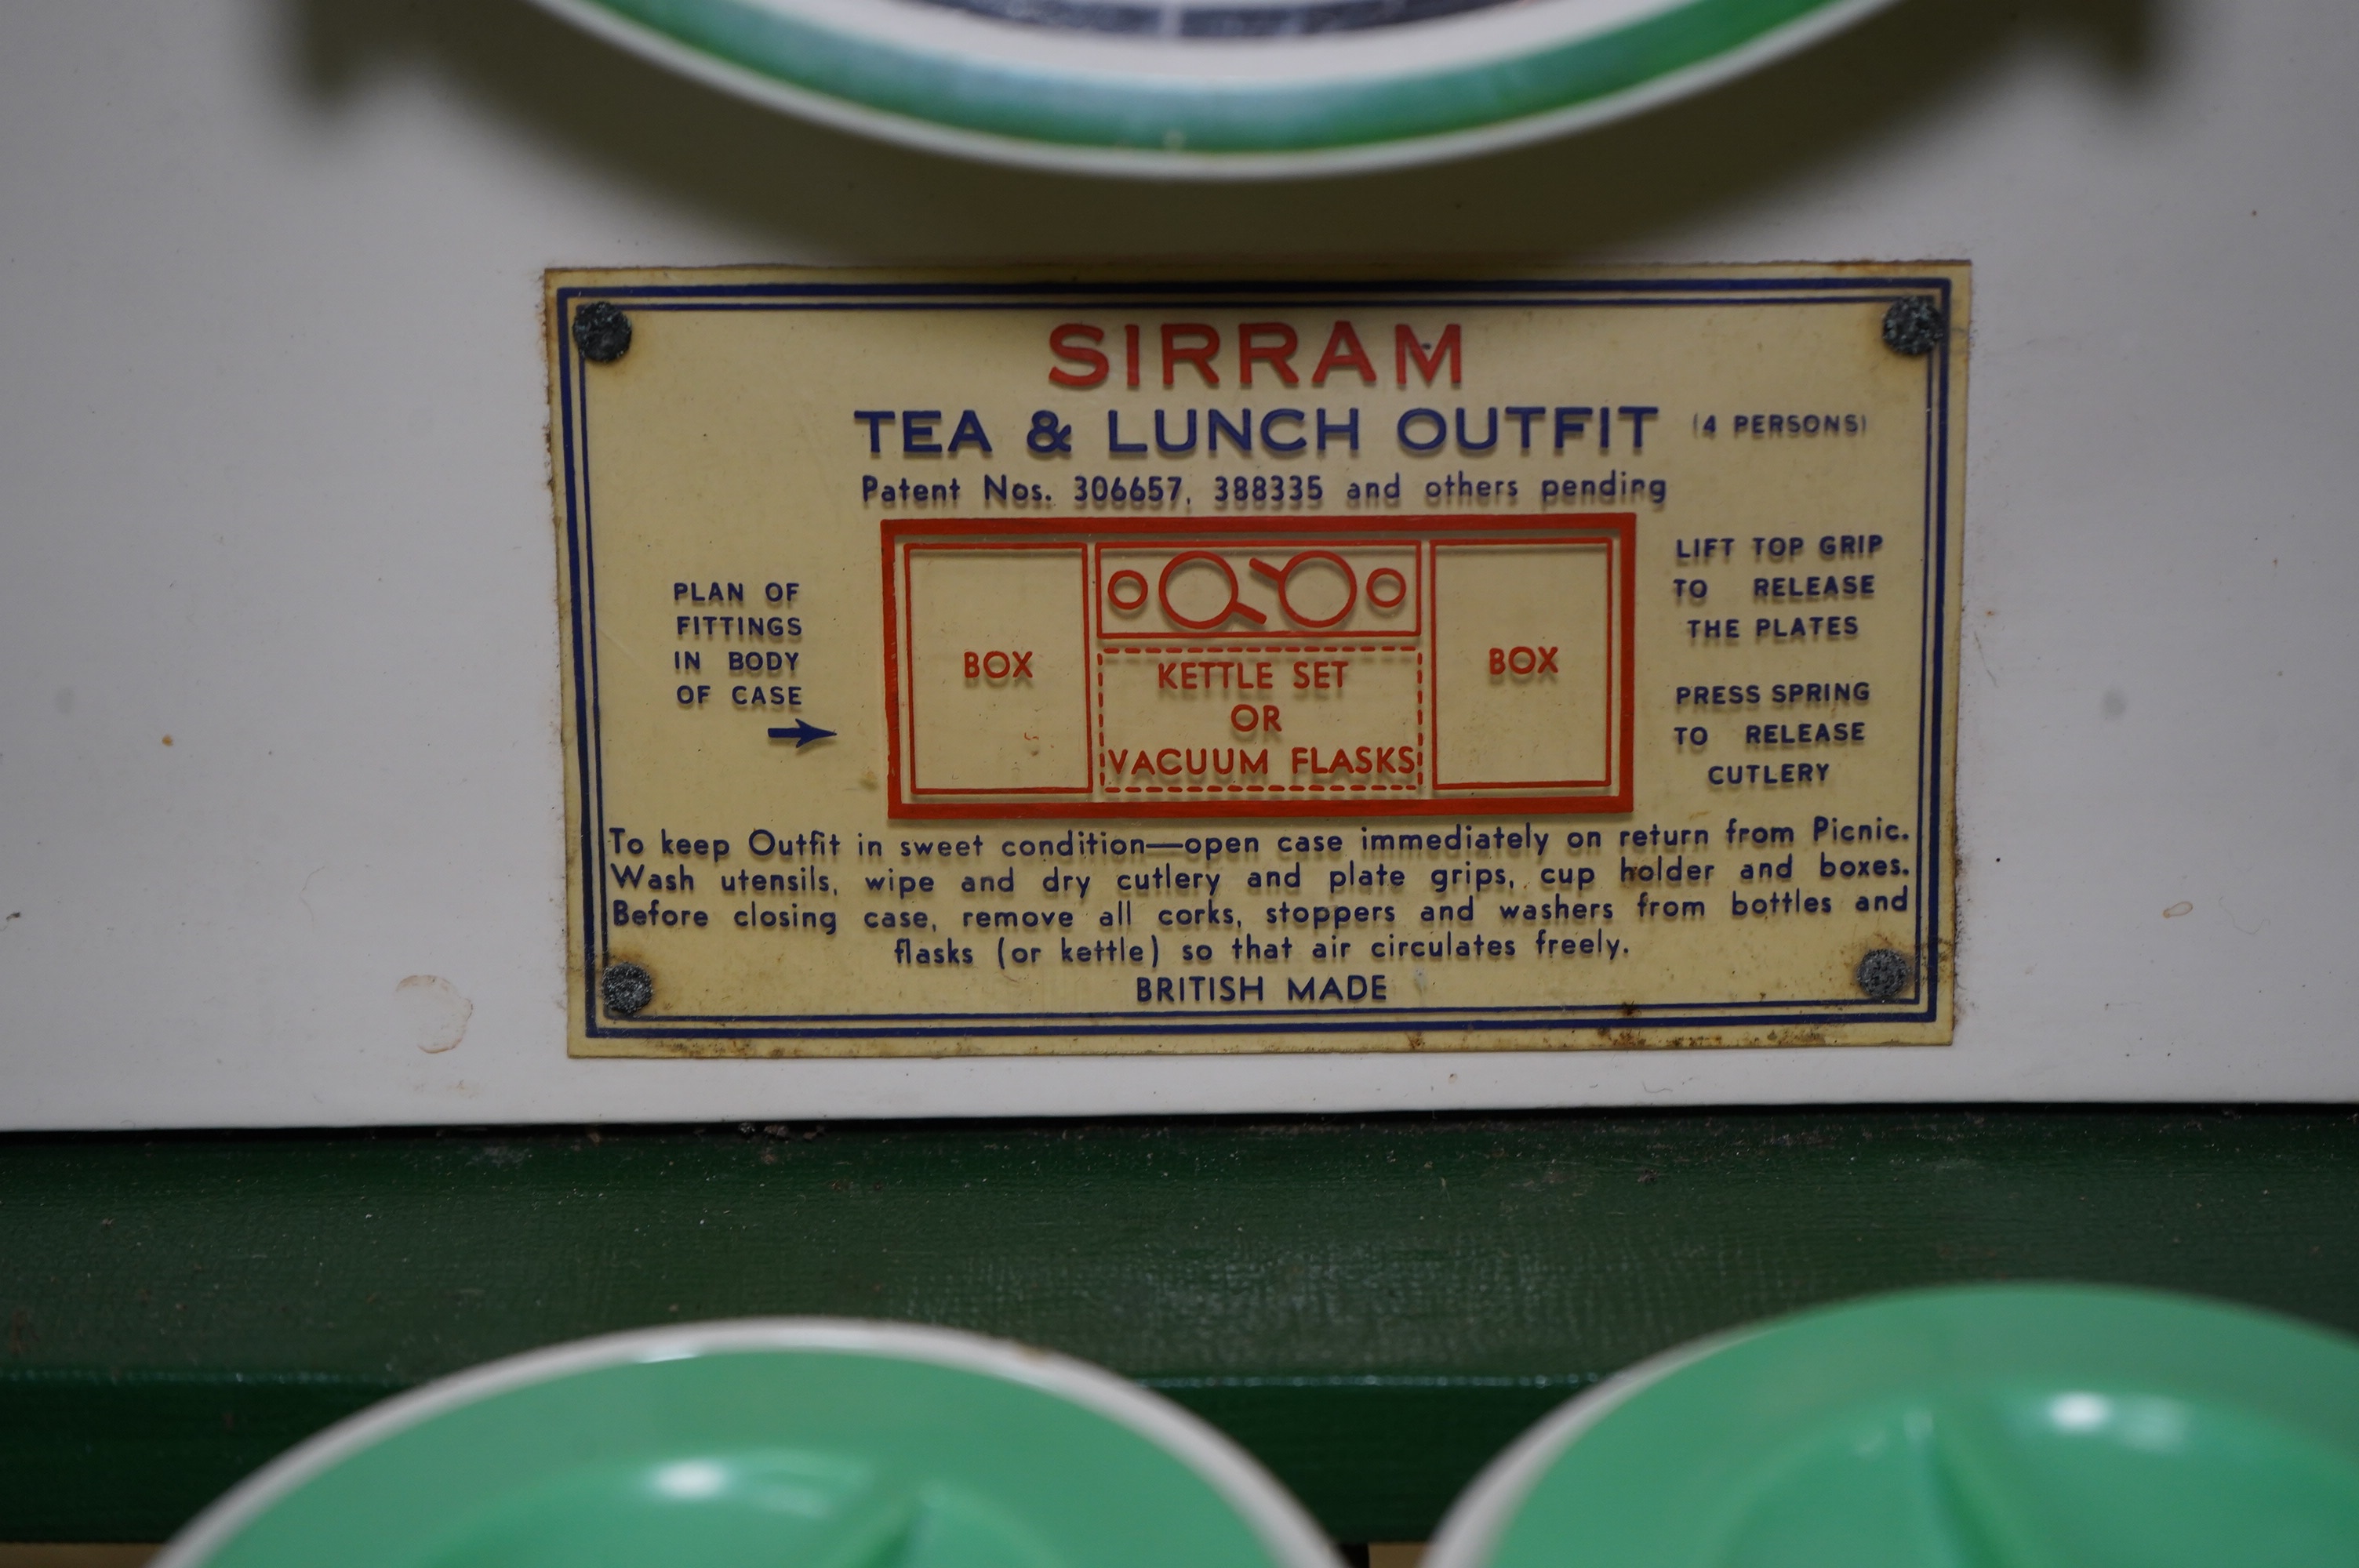 SIRRAM
TEA & LUNCH OUTFIT (4 PERSONS)
Patent Nos. 306657, 388335 and others pending
PLAN OF
FITTINGS
IN BODY
OF CASE
BOX
KETTLE SET
OR
VACUUM FLASKS
BOX
LIFT TOP GRIP
TO RELEASE
THE PLATES
PRESS SPRING
TO RELEASE
CUTLERY
To keep Outfit in sweet condition—open case immediately on return from Picnic.
Wash utensils, wipe and dry cutlery and plate grips, cup holder and boxes.
Before closing case, remove all corks, stoppers and washers from bottles and
flasks (or kettle) so that air circulates freely.
BRITISH MADE